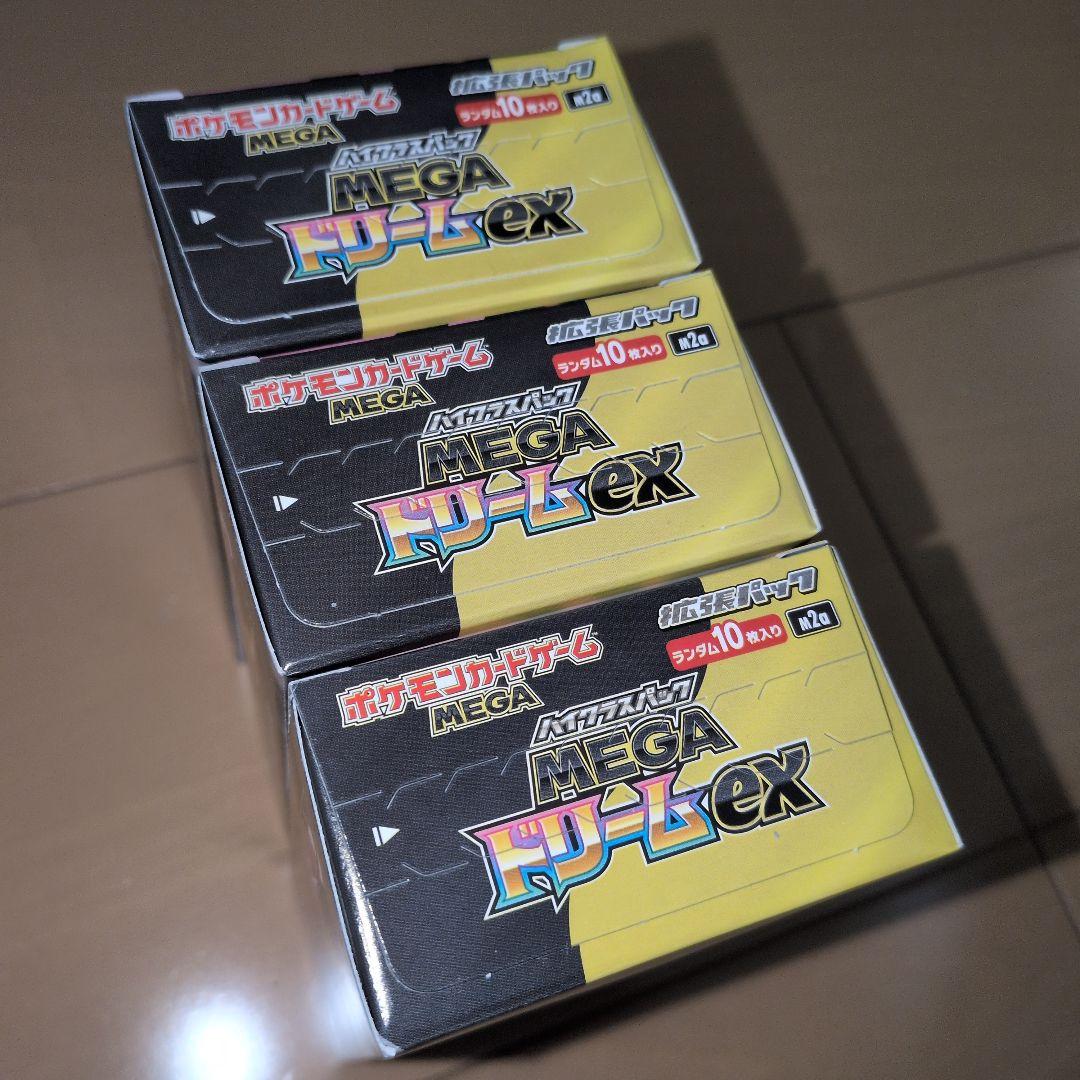 ポケモンカードゲーム
MEGA
拡張パック
ランダム10枚入り
M2a
ハイクラスパック
MEGA
ドリームex
ポケモンカードゲーム
MEGA
拡張パック
ランダム10枚入り
M2a
ハイクラスパック
MEGA
ドリームex
ポケモンカードゲーム
MEGA
拡張パック
ランダム10枚入り
M2a
ハイクラスパック
MEGA
ドリームex